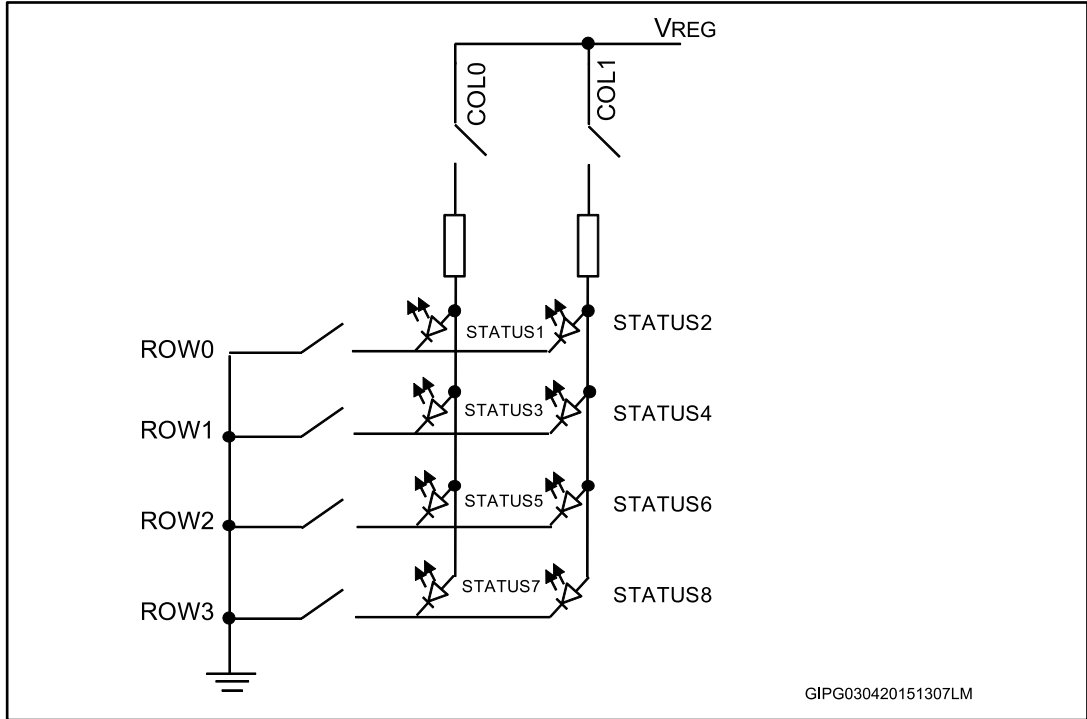 VREG
COL0
COL1
STATUS1
STATUS2
ROW0
STATUS3
STATUS4
ROW1
STATUS5
STATUS6
ROW2
STATUS7
STATUS8
ROW3
GIPG030420151307LM